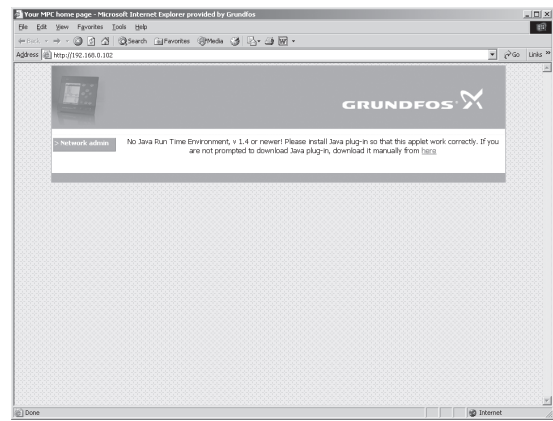 Your MPC home page - Microsoft Internet Explorer provided by Grundfos
File Edit View Favorites Tools Help
Back Search Favorites Media
Address http://192.168.0.102 Go Links »
GRUNDFOS
> Network admin
No Java Run Time Environment, v 1.4 or newer! Please install Java plug-in so that this applet work correctly. If you
are not prompted to download Java plug-in, download it manually from here
Done Internet